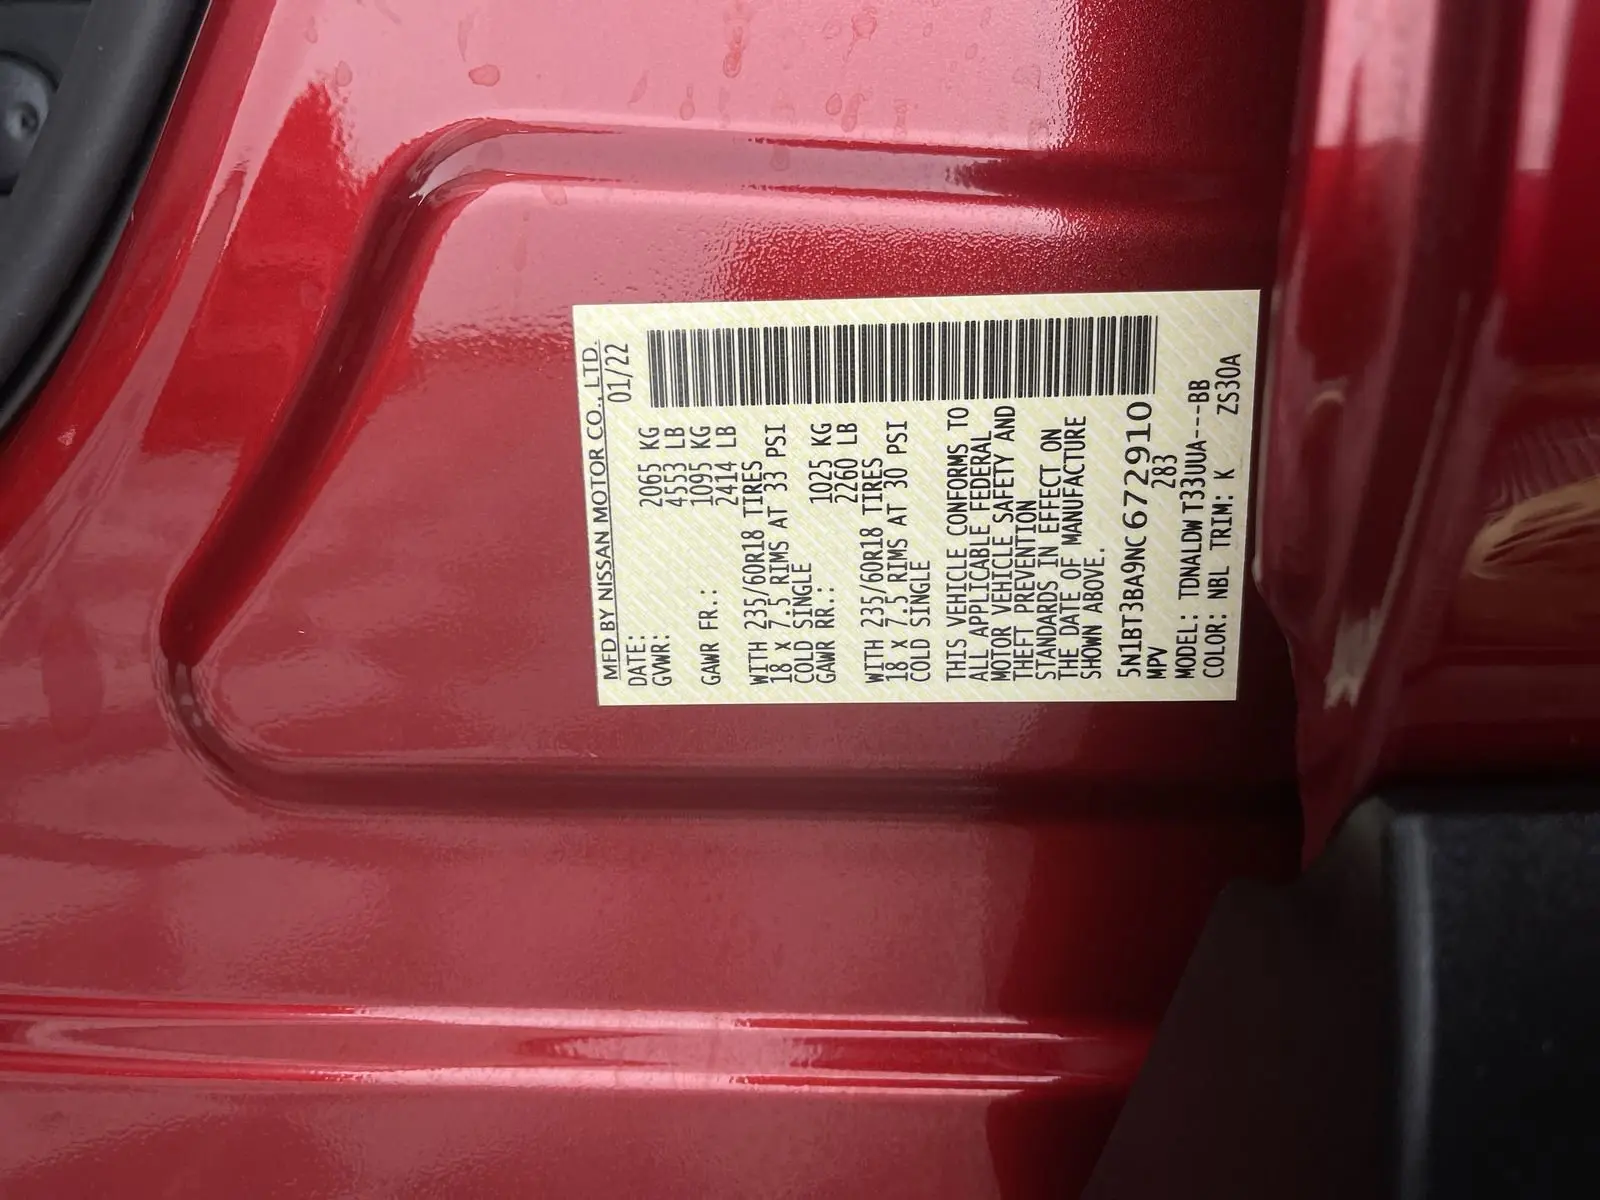 MFD BY NISSAN MOTOR CO., LTD.
DATE: 01/22
GVWR: 2065 KG
4553 LB
GAWR FR.: 1095 KG
2414 LB
WITH 235/60R18 TIRES
18 X 7.5 RIMS AT 33 PSI
COLD SINGLE
GAWR RR.: 1025 KG
2260 LB
WITH 235/60R18 TIRES
18 X 7.5 RIMS AT 30 PSI
COLD SINGLE
THIS VEHICLE CONFORMS TO
ALL APPLICABLE FEDERAL
MOTOR VEHICLE SAFETY AND
THEFT PREVENTION
STANDARDS IN EFFECT ON
THE DATE OF MANUFACTURE
SHOWN ABOVE.
5N1BT3BA9NC672910
MPV 283
MODEL: TDNALDW T33UUA---BB
COLOR: NBL TRIM: K ZS30A